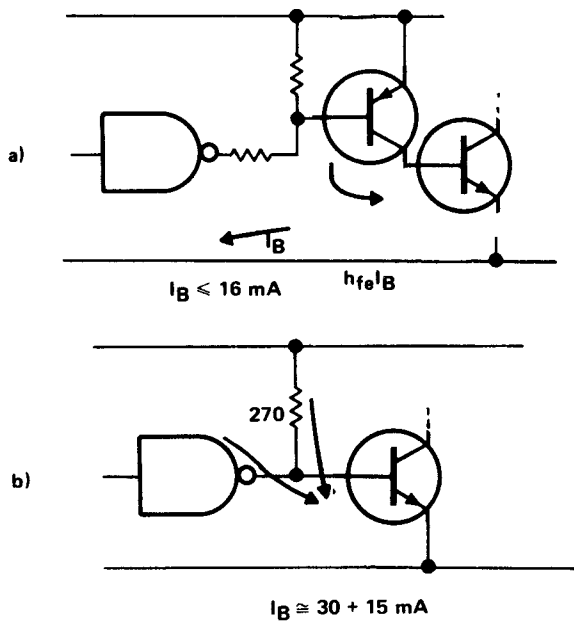 a)
I_B
I_B ⩽ 16 mA
h_fe I_B
270
b)
I_B ≅ 30 + 15 mA